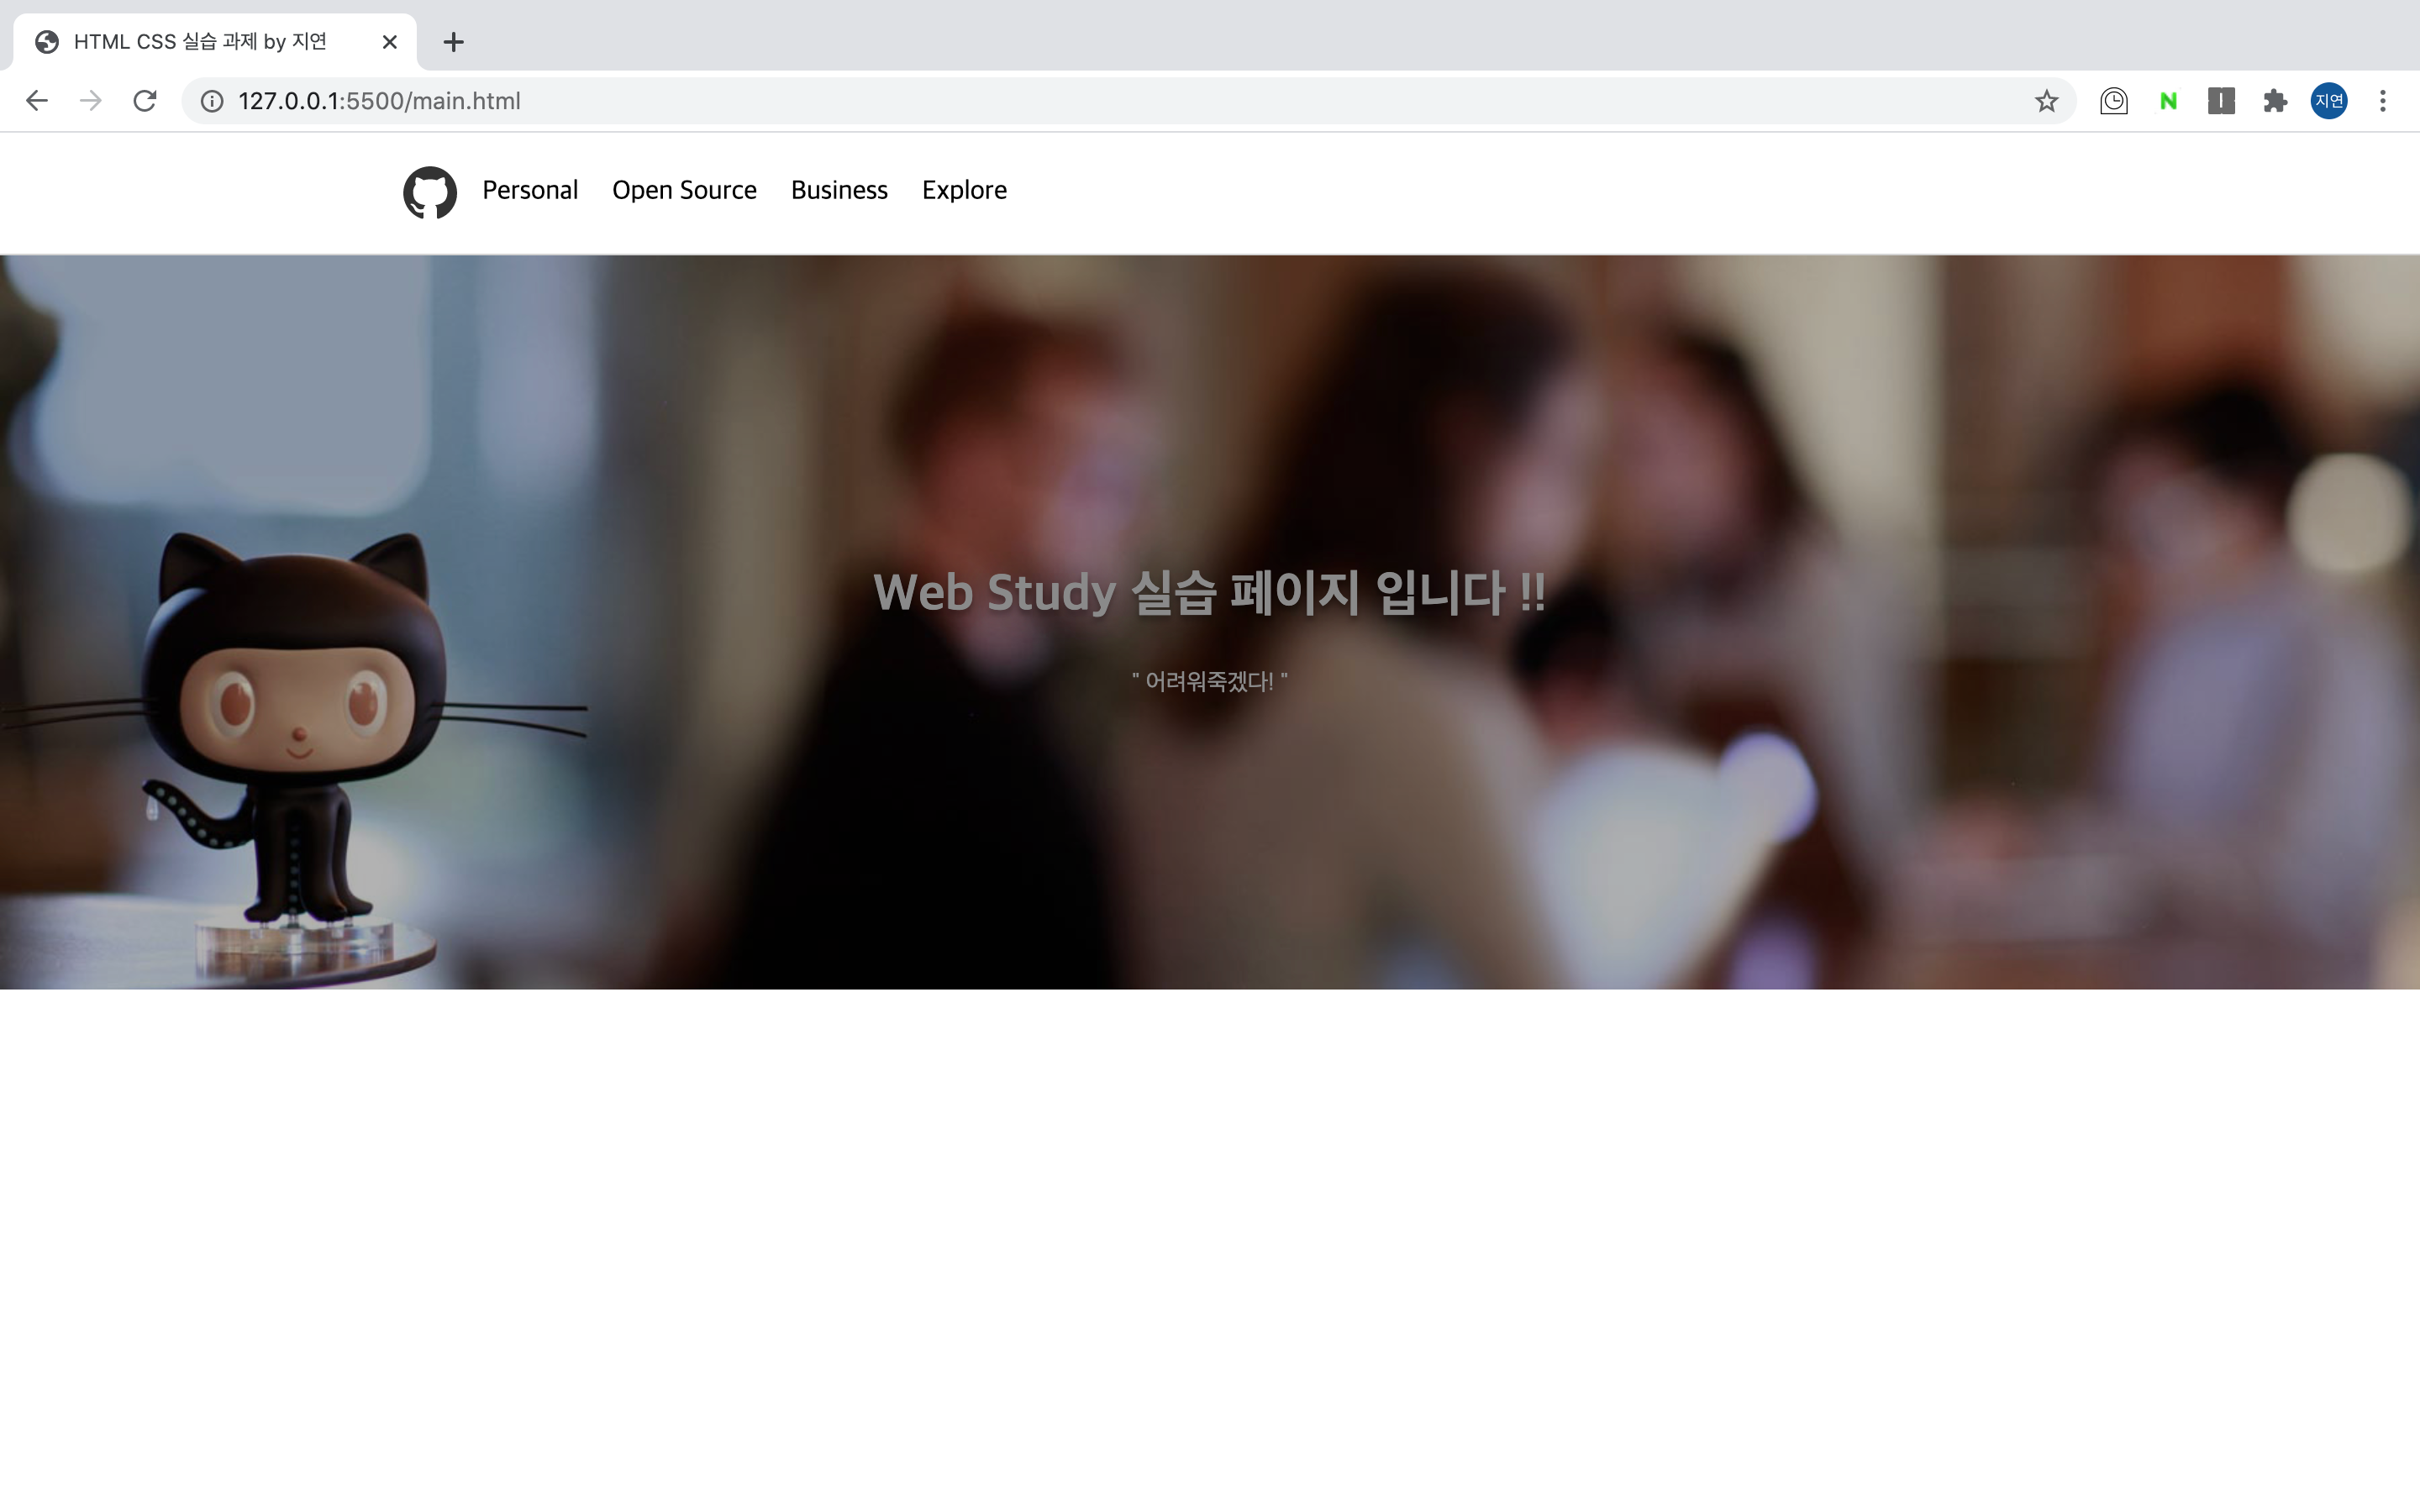 HTML CSS 실습 과제 by 지연
127.0.0.1:5500/main.html
N
지연
Personal Open Source Business Explore
Web Study 실습 페이지 입니다 !!
" 어려워죽겠다! "